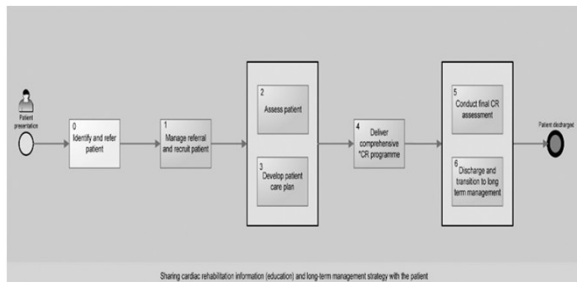 Patient
presentation
0
Identify and refer
patient
1
Manage referral
and recruit patient
2
Assess patient
3
Develop patient
care plan
4
Deliver
comprehensive
*CR programme
5
Conduct final CR
assessment
6
Discharge and
transition to long
term management
Patient discharged
Sharing cardiac rehabilitation information (education) and long-term management strategy with the patient